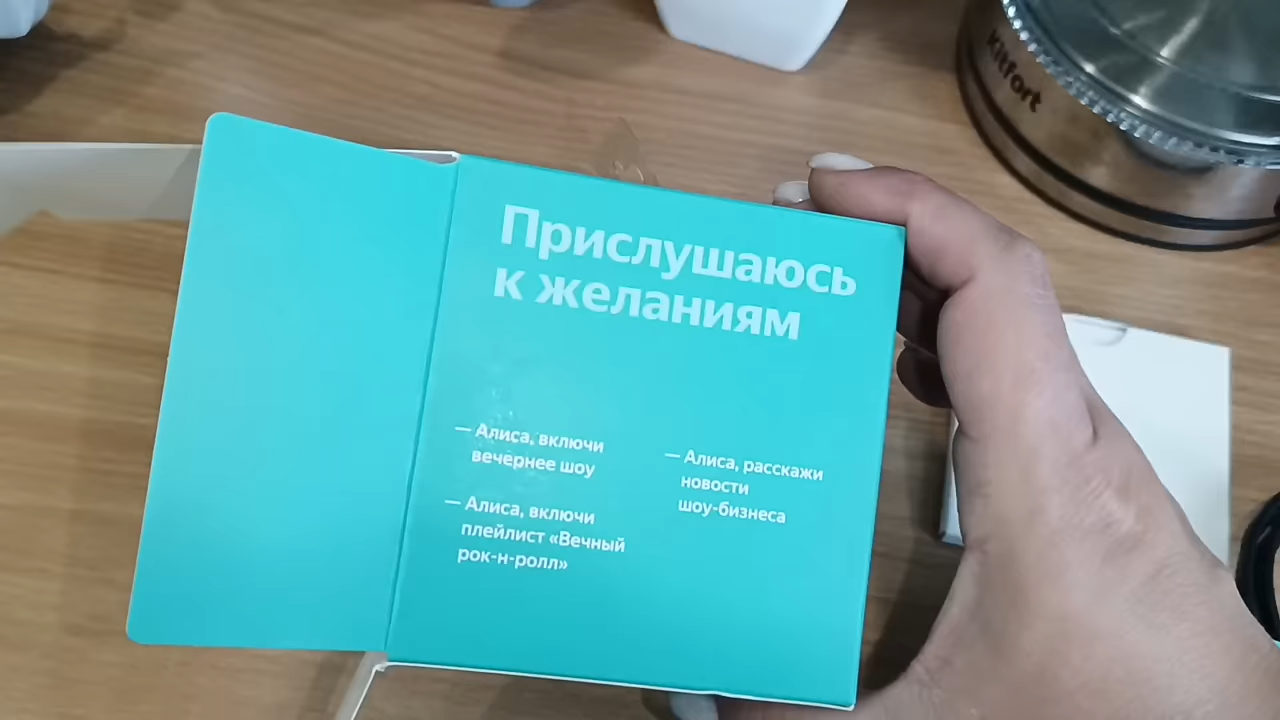 Kitfort
Прислушаюсь
к желаниям
— Алиса, включи
вечернее шоу
— Алиса, включи
плейлист «Вечный
рок-н-ролл»
— Алиса, расскажи
новости
шоу-бизнеса